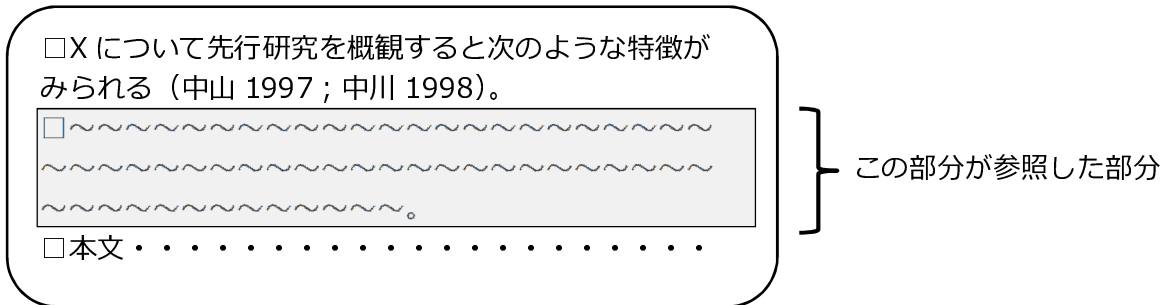 □Xについて先行研究を概観すると次のような特徴が
みられる（中山 1997；中川 1998）。
□～～～～～～～～～～～～～～～～～～～～～～～
～～～～～～～～～～～～～～～～～～～～～～～～
～～～～～～～～～～～～～。
この部分が参照した部分
□本文・・・・・・・・・・・・・・・・・・・・・